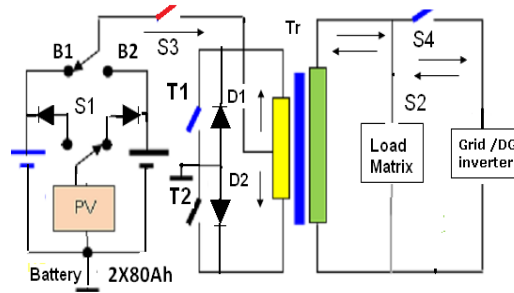 B1
B2
S3
Tr
S4
T1
D1
S1
S2
Load
Matrix
Grid /DG
inverter
T2
D2
PV
Battery
2X80Ah